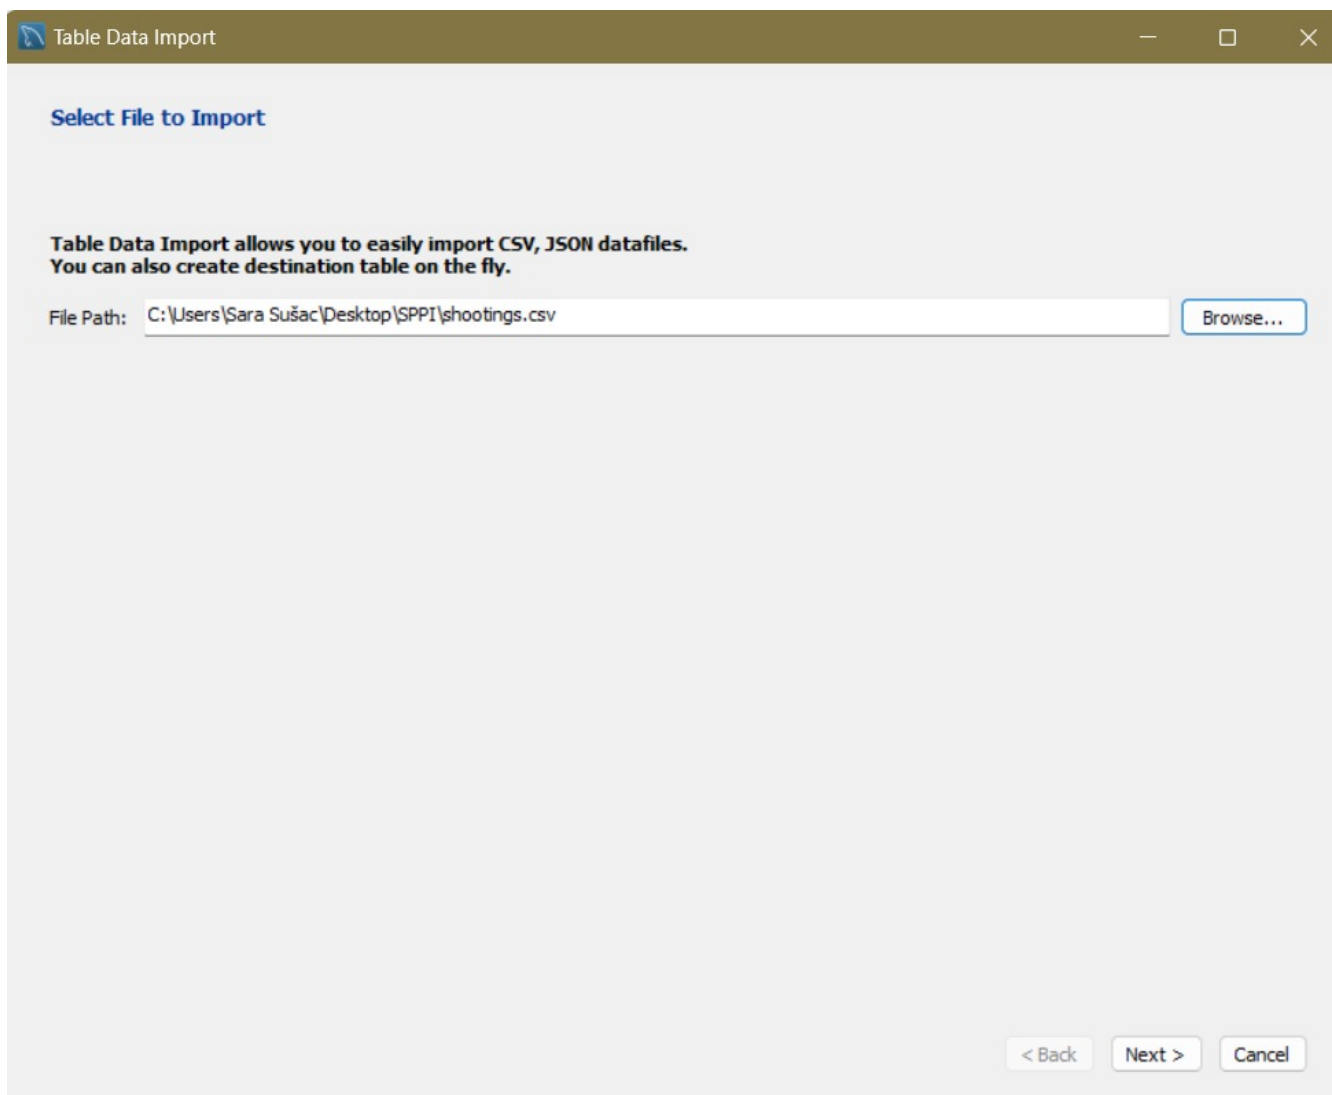 Table Data Import
Select File to Import
Table Data Import allows you to easily import CSV, JSON datafiles.
You can also create destination table on the fly.
File Path: C:\Users\Sara Sušac\Desktop\SPPI\shootings.csv Browse...
< Back Next > Cancel